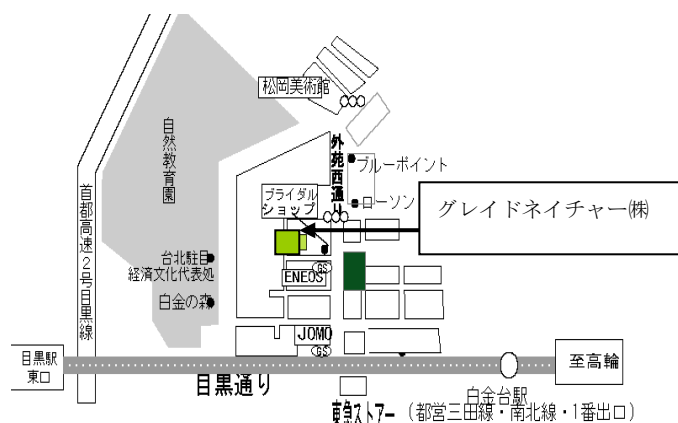 松岡美術館
自然教育園
外苑西通り
ブルーポイント
ブライダル
ショップ
ローソン
グレイドネイチャー㈱
首都高速２号目黒線
台北駐日
経済文化代表処
GS
ENEOS
白金の森
JOMO
GS
目黒駅
東口
至高輪
目黒通り
白金台駅
東急ストアー
（都営三田線・南北線・1番出口）